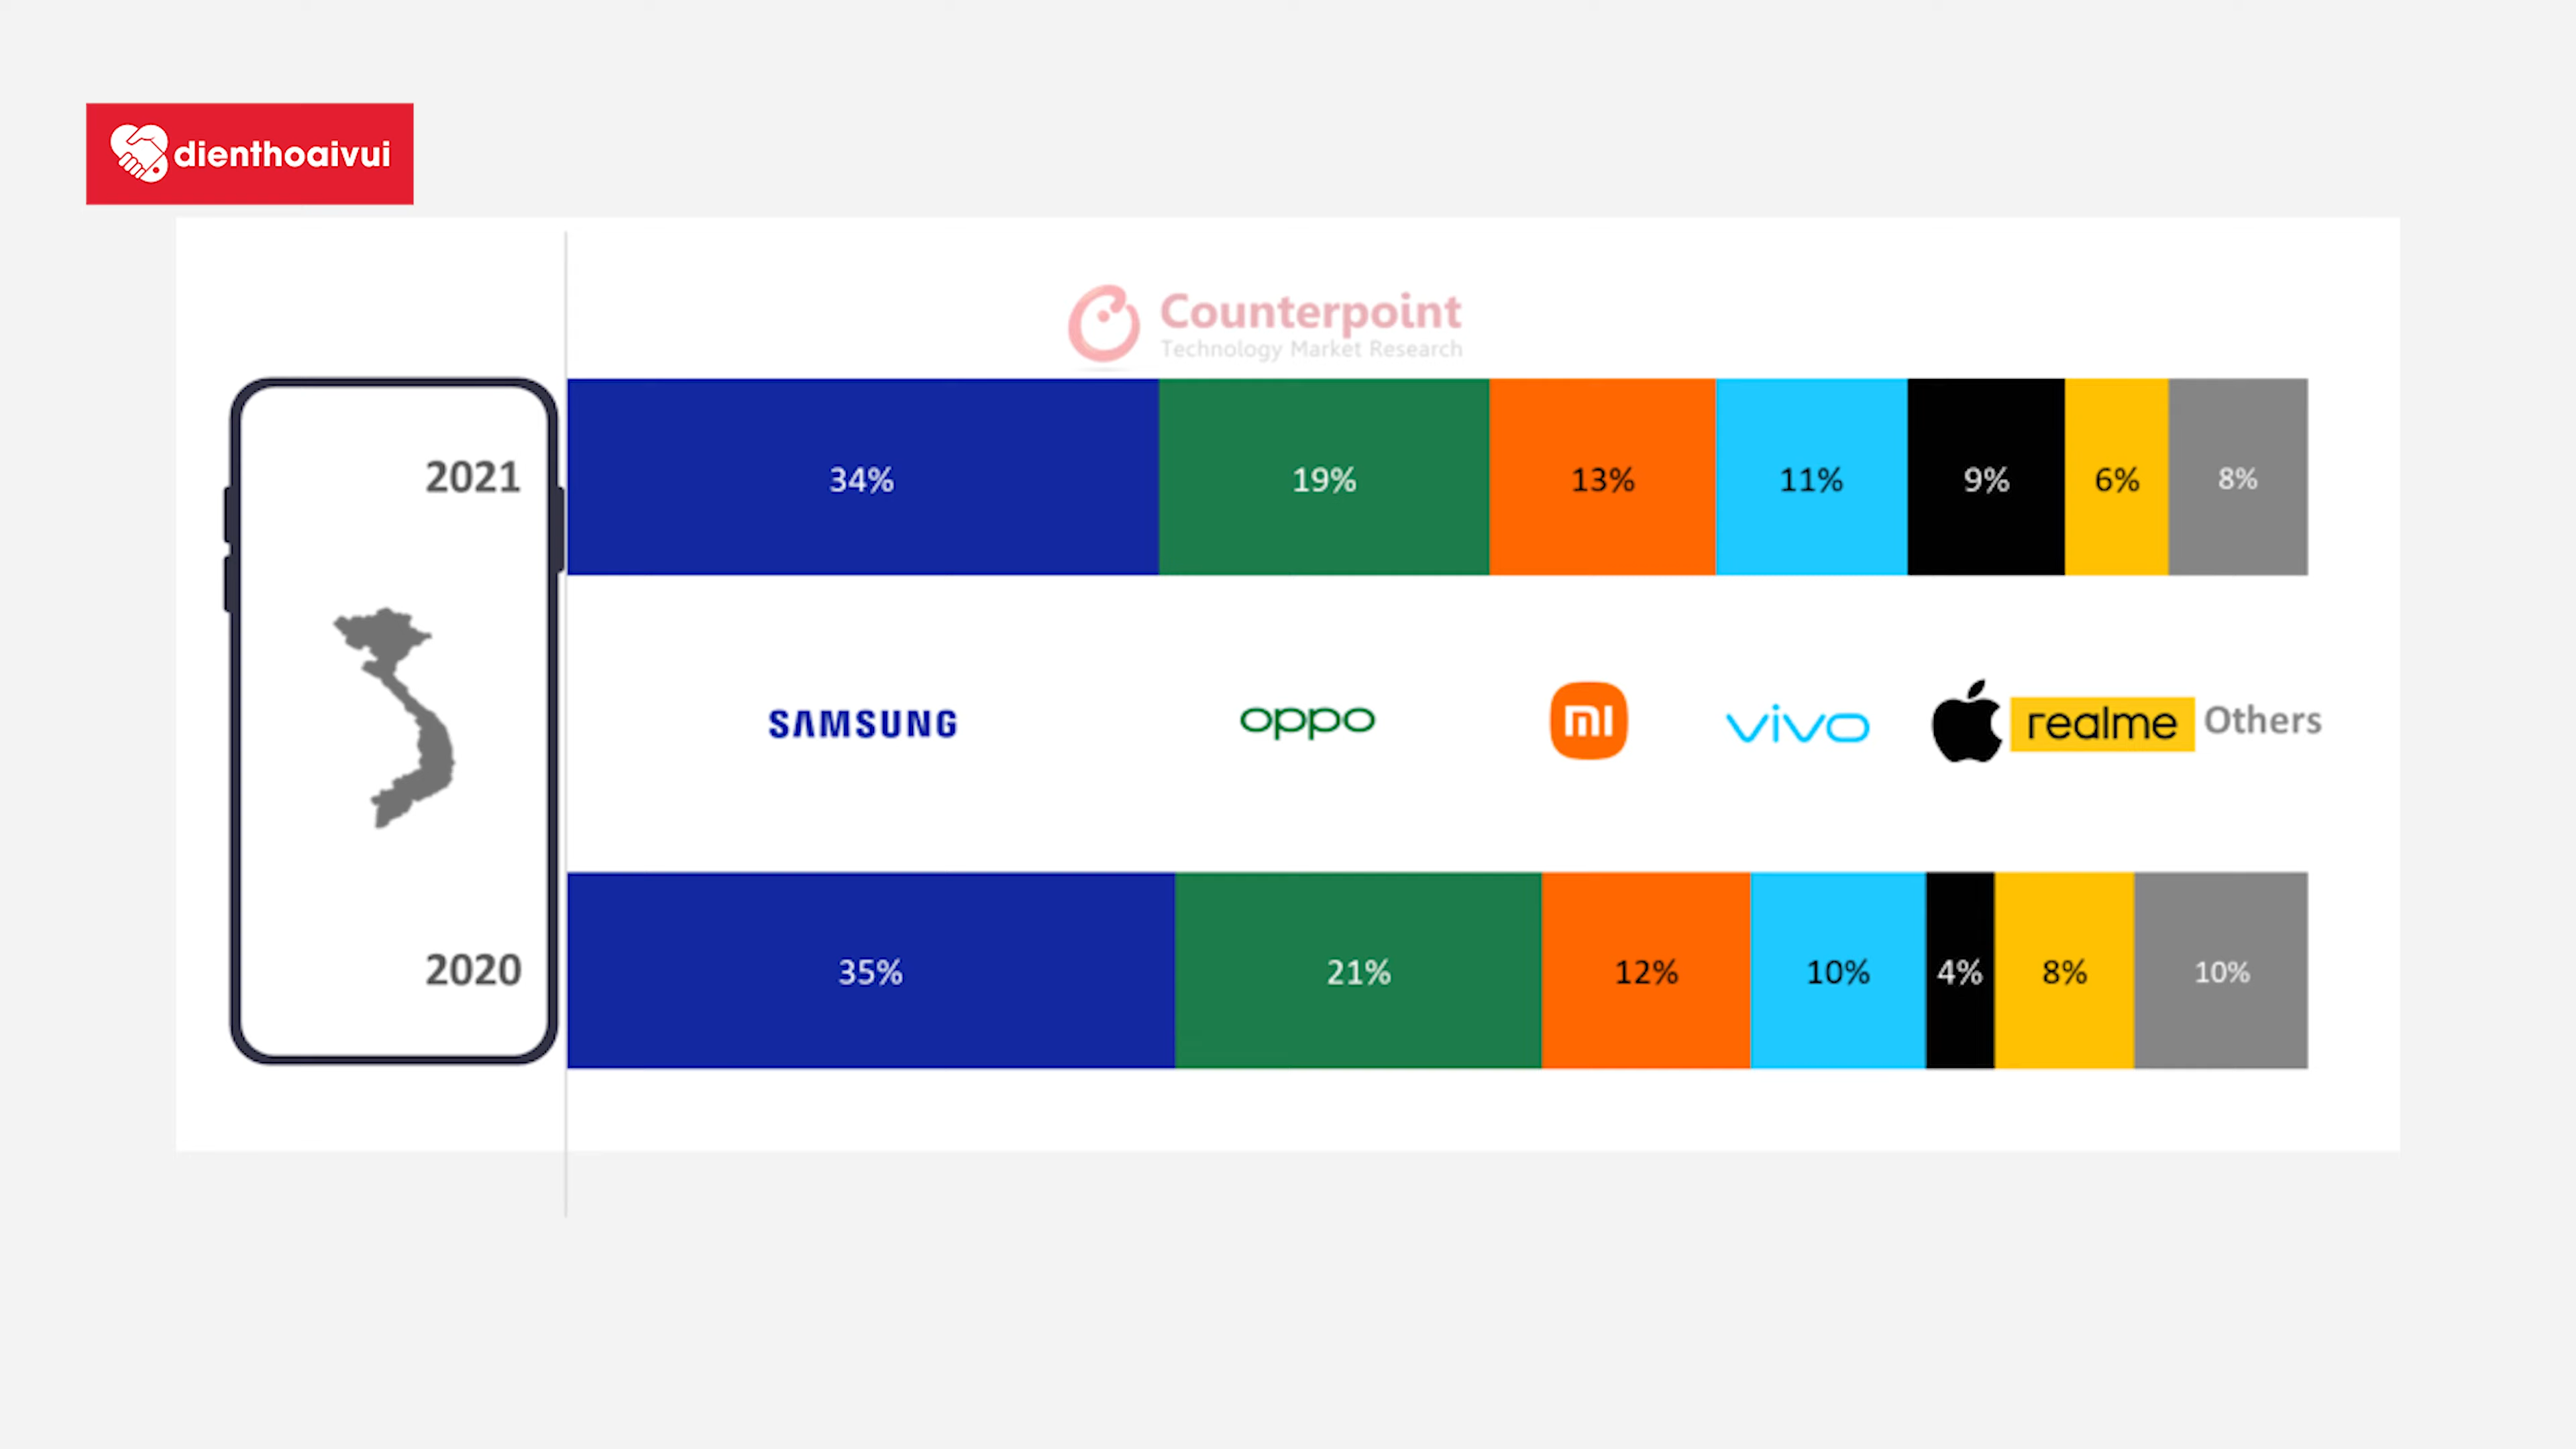 dienthoaivui
Counterpoint
Technology Market Research
2021
34%
19%
13%
11%
9%
6%
8%
SAMSUNG
oppo
mi
vivo
realme
Others
2020
35%
21%
12%
10%
4%
8%
10%